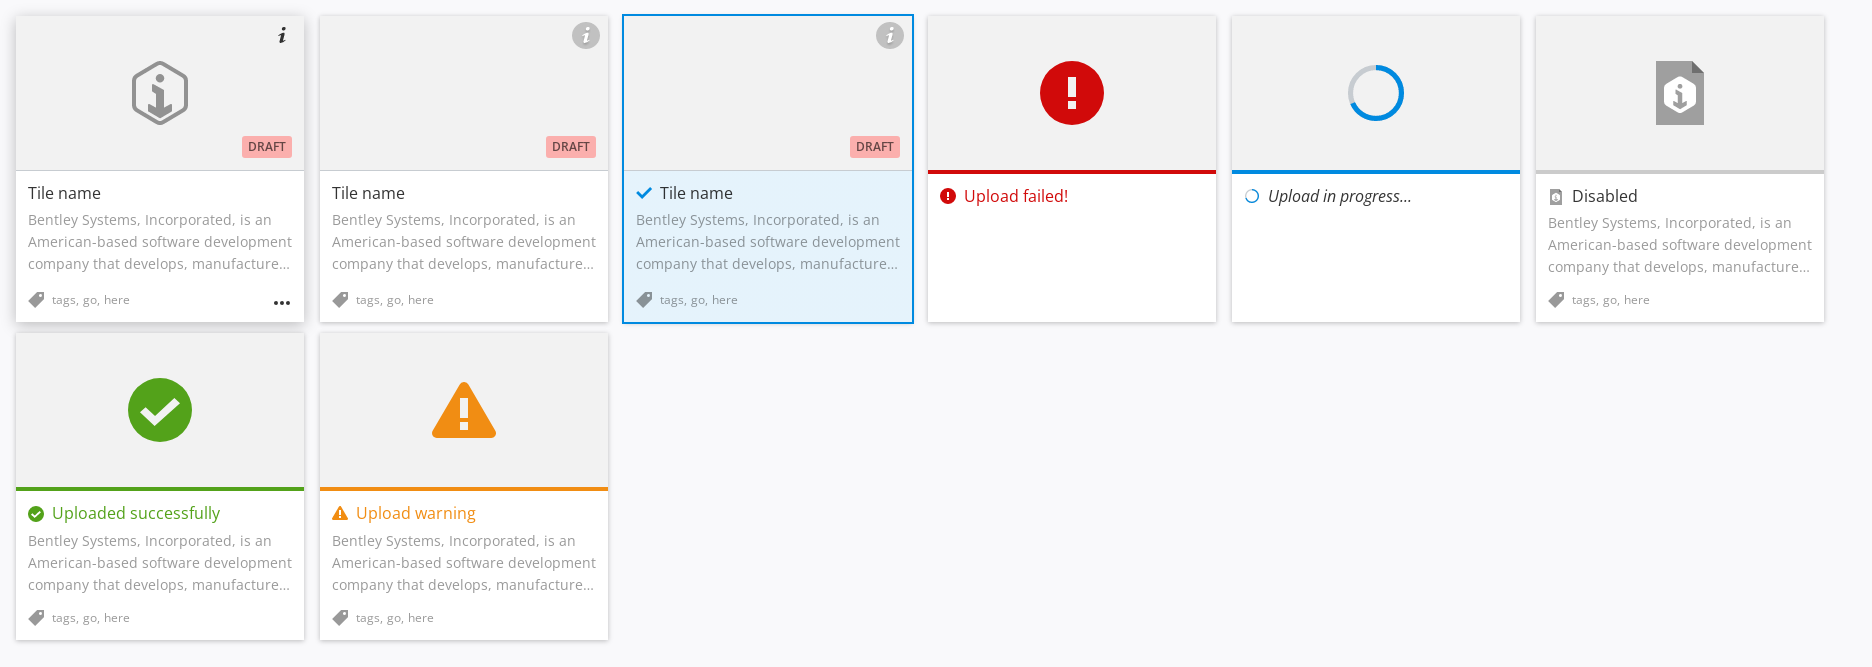 DRAFT
Tile name
Bentley Systems, Incorporated, is an
American-based software development
company that develops, manufacture...
tags, go, here
DRAFT
Tile name
Bentley Systems, Incorporated, is an
American-based software development
company that develops, manufacture...
tags, go, here
DRAFT
Tile name
Bentley Systems, Incorporated, is an
American-based software development
company that develops, manufacture...
tags, go, here
Upload failed!
Upload in progress...
Disabled
Bentley Systems, Incorporated, is an
American-based software development
company that develops, manufacture...
tags, go, here
Uploaded successfully
Bentley Systems, Incorporated, is an
American-based software development
company that develops, manufacture...
tags, go, here
Upload warning
Bentley Systems, Incorporated, is an
American-based software development
company that develops, manufacture...
tags, go, here